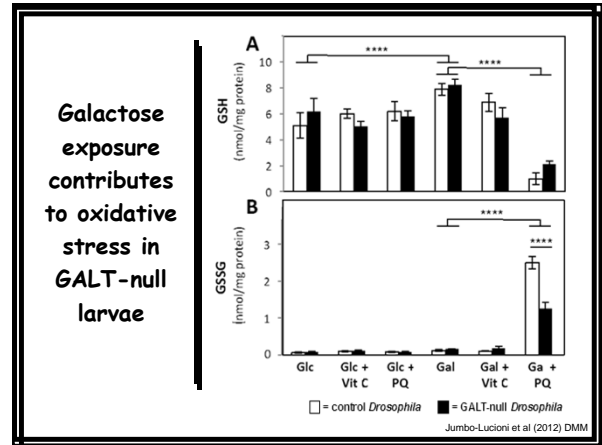 Galactose
exposure
contributes
to oxidative
stress in
GALT-null
larvae
A
****
****
GSH
(nmol/mg protein)
10
8
6
4
2
0
B
****
****
GSSG
(nmol/mg protein)
3
2
1
0
Glc
Glc +
Vit C
Glc +
PQ
Gal
Gal +
Vit C
Ga +
PQ
= control Drosophila
= GALT-null Drosophila
Jumbo-Lucioni et al (2012) DMM